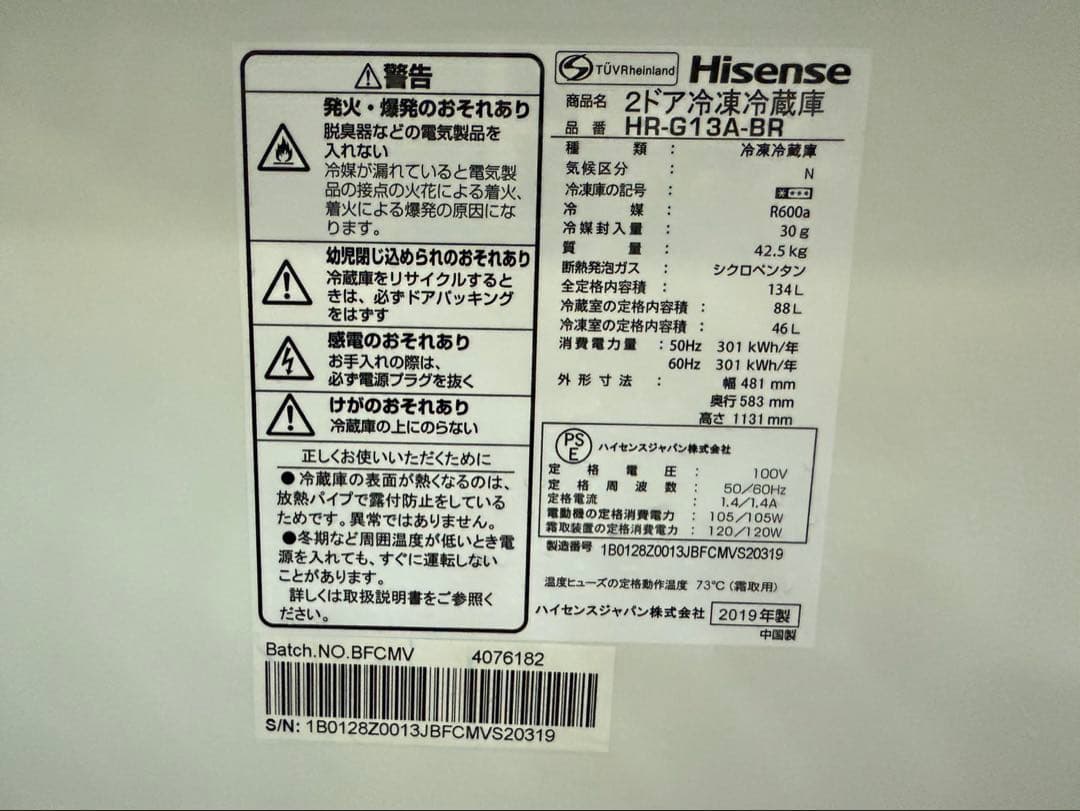 ⚠警告
発火・爆発のおそれあり
脱臭器などの電気製品を
入れない
冷媒が漏れていると電気製
品の接点の火花による着火、
着火による爆発の原因にな
ります。
幼児閉じ込められのおそれあり
冷蔵庫をリサイクルすると
きは、必ずドアパッキング
をはずす
感電のおそれあり
お手入れの際は、
必ず電源プラグを抜く
けがのおそれあり
冷蔵庫の上にのらない
正しくお使いいただくために
●冷蔵庫の表面が熱くなるのは、
放熱パイプで露付防止をしている
ためです。異常ではありません。
●冬期など周囲温度が低いとき電
源を入れても、すぐに運転しない
ことがあります。
詳しくは取扱説明書をご参照く
ださい。
TÜVRheinland Hisense
商品名 2ドア冷凍冷蔵庫
品番 HR-G13A-BR
種類 : 冷凍冷蔵庫
気候区分 : N
冷凍庫の記号 :
冷媒 : R600a
冷媒封入量 : 30g
質量 : 42.5kg
断熱発泡ガス : シクロペンタン
全定格内容積 : 134L
冷蔵室の定格内容積 : 88L
冷凍室の定格内容積 : 46L
消費電力量 : 50Hz 301 kWh/年
60Hz 301 kWh/年
外形寸法 : 幅 481 mm
奥行 583 mm
高さ 1131 mm
PSE ハイセンスジャパン株式会社
定格電圧 : 100V
定格周波数 : 50/60Hz
定格電流 : 1.4/1.4A
電動機の定格消費電力 : 105/105W
霜取装置の定格消費電力 : 120/120W
製造番号 1B0128Z0013JBFCMVS20319
温度ヒューズの定格動作温度 73℃(霜取用)
ハイセンスジャパン株式会社 2019年製
中国製
Batch.NO.BFCMV 4076182
S/N: 1B0128Z0013JBFCMVS20319